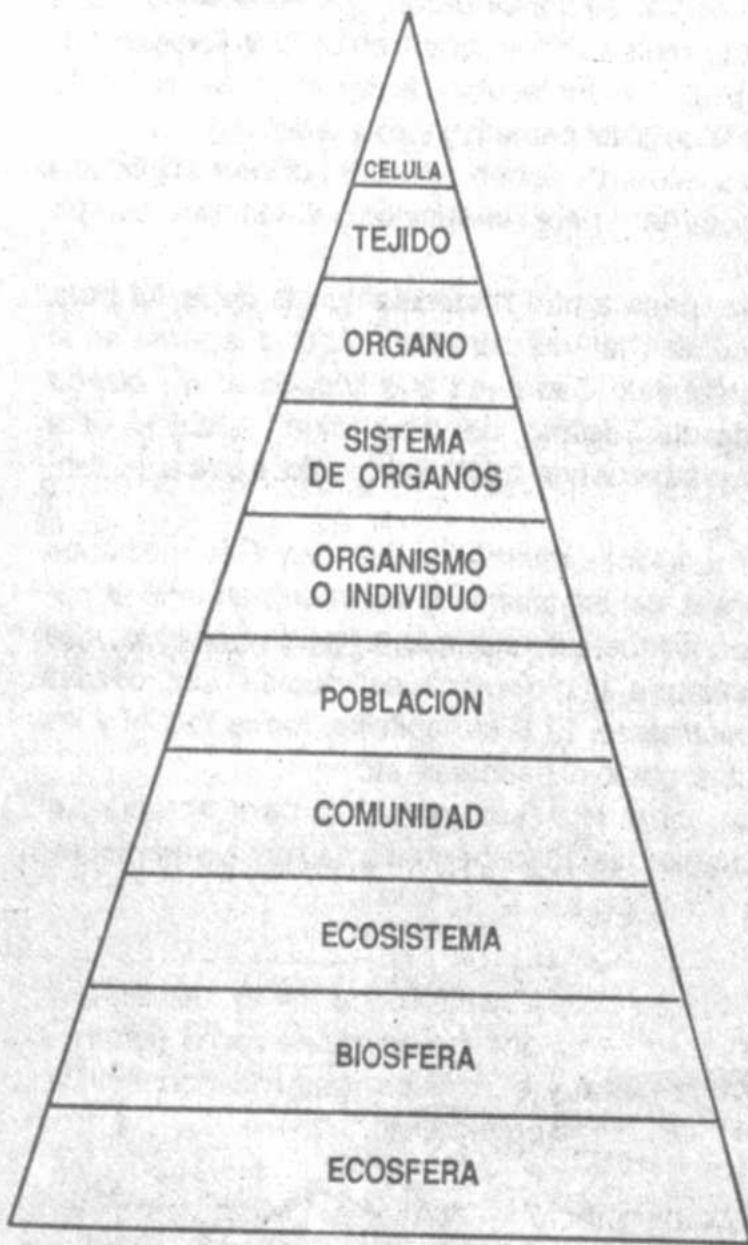 CELULA
TEJIDO
ORGANO
SISTEMA
DE ORGANOS
ORGANISMO
O INDIVIDUO
POBLACION
COMUNIDAD
ECOSISTEMA
BIOSFERA
ECOSFERA